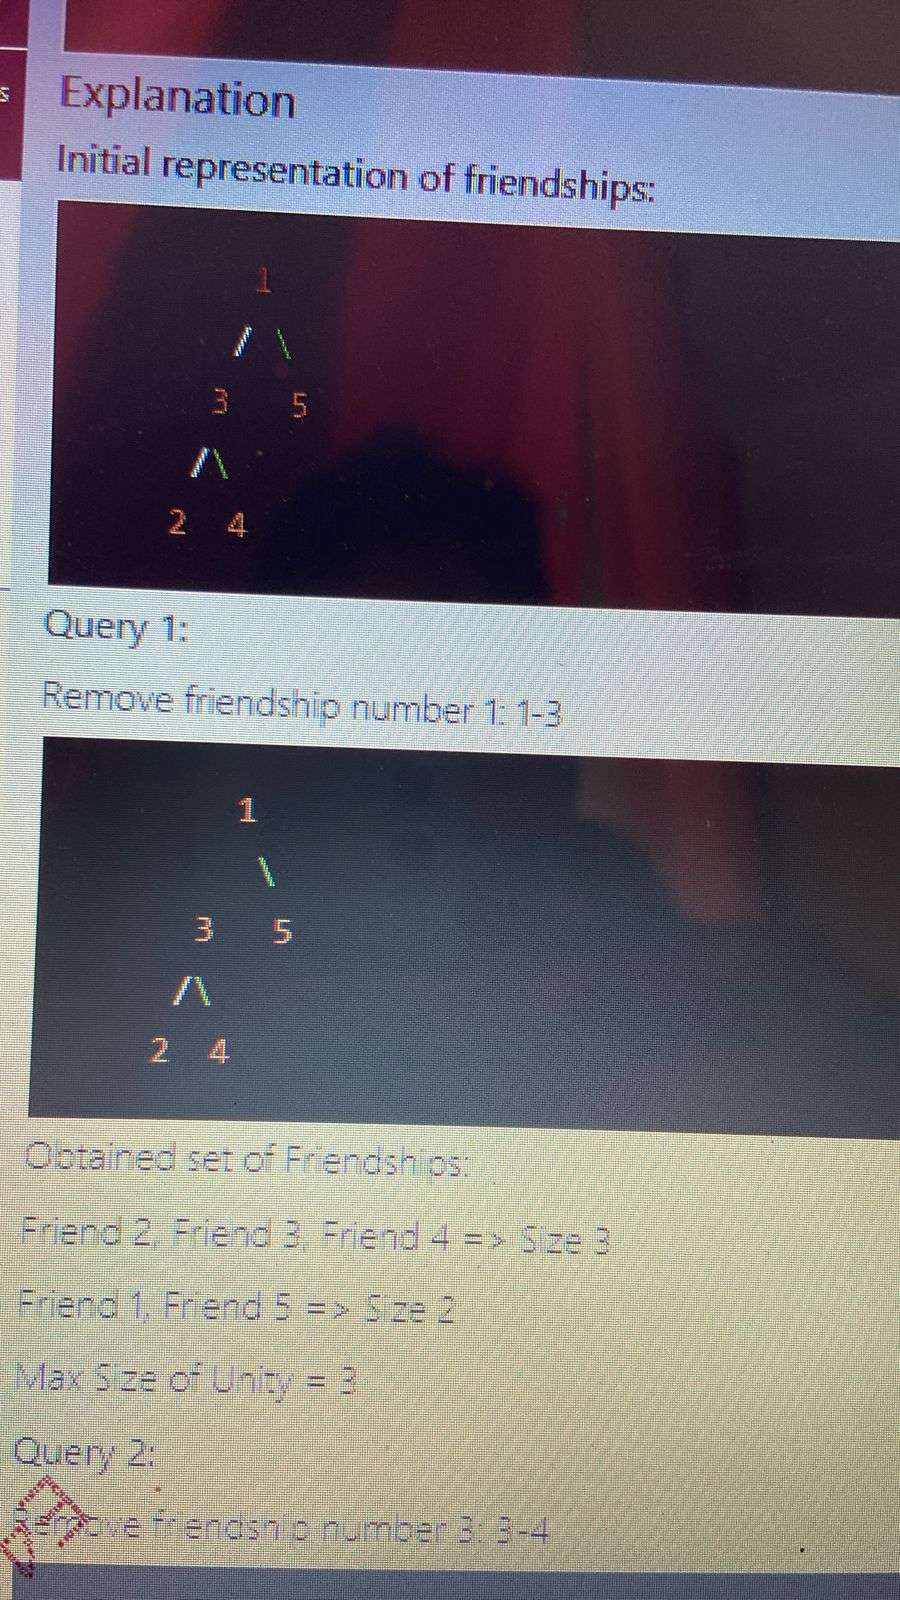 s
Explanation
Initial representation of friendships:
1
/ \
3 5
/\
2 4
Query 1:
Remove friendship number 1: 1-3
1
\
3 5
/\
2 4
Obtained set of Friendships:
Friend 2, Friend 3, Friend 4 => Size 3
Friend 1, Friend 5 => Size 2
Max Size of Unity = 3
Query 2:
Remove friendship number 3: 3-4